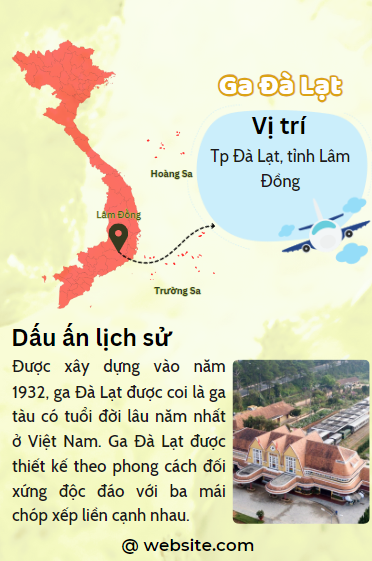 Ga Đà Lạt
Vị trí
Tp Đà Lạt, tỉnh Lâm
Đồng
Hoàng Sa
Lâm Đồng
Trường Sa
Dấu ấn lịch sử
Được xây dựng vào năm
1932, ga Đà Lạt được coi là ga
tàu có tuổi đời lâu năm nhất
ở Việt Nam. Ga Đà Lạt được
thiết kế theo phong cách đối
xứng độc đáo với ba mái
chóp xếp liền cạnh nhau.
@ website.com